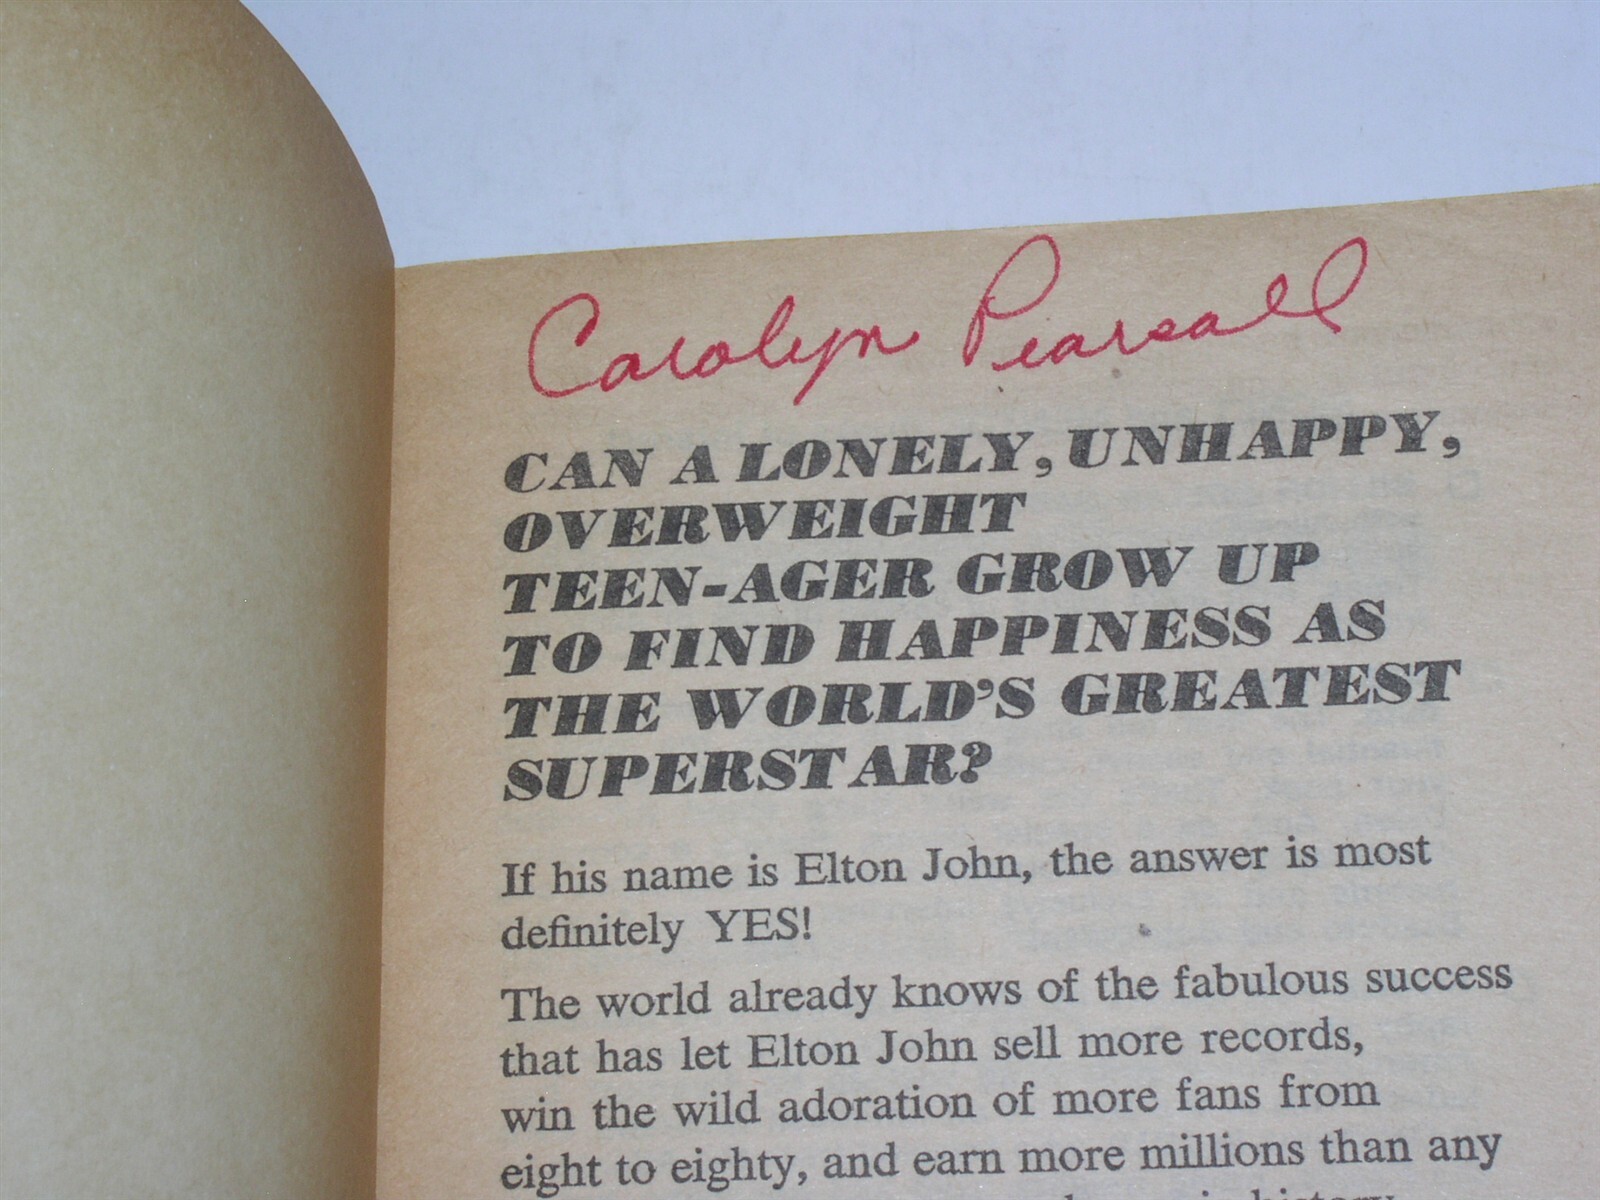 Carolyn Pearsall
CAN A LONELY, UNHAPPY,
OVERWEIGHT
TEEN-AGER GROW UP
TO FIND HAPPINESS AS
THE WORLD'S GREATEST
SUPERSTAR?
If his name is Elton John, the answer is most
definitely YES!
The world already knows of the fabulous success
that has let Elton John sell more records,
win the wild adoration of more fans from
eight to eighty, and earn more millions than any
in history